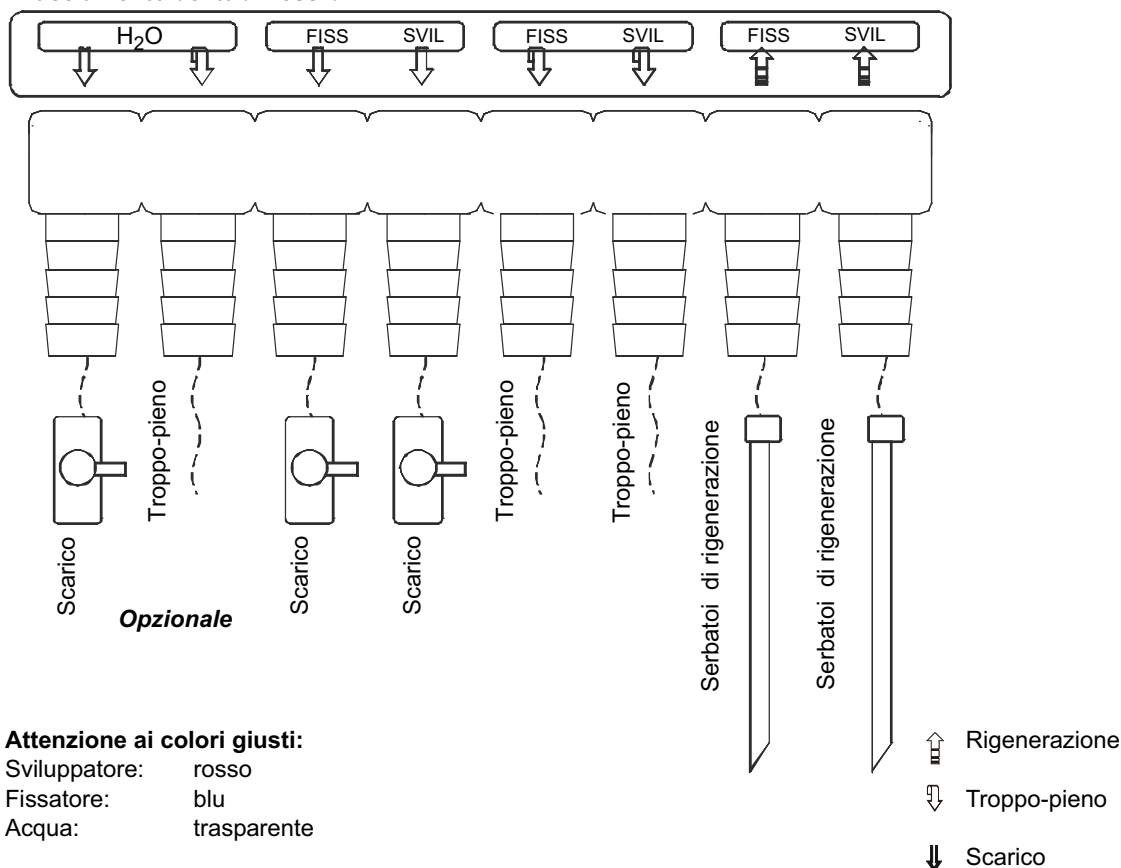 H2O FISS SVIL FISS SVIL FISS SVIL
Troppo-pieno
Troppo-pieno
Troppo-pieno
Scarico
Scarico
Scarico
Serbatoi di rigenerazione
Serbatoi di rigenerazione
Opzionale
Attenzione ai colori giusti:
Sviluppatore: rosso
Fissatore: blu
Acqua: trasparente
Rigenerazione
Troppo-pieno
Scarico